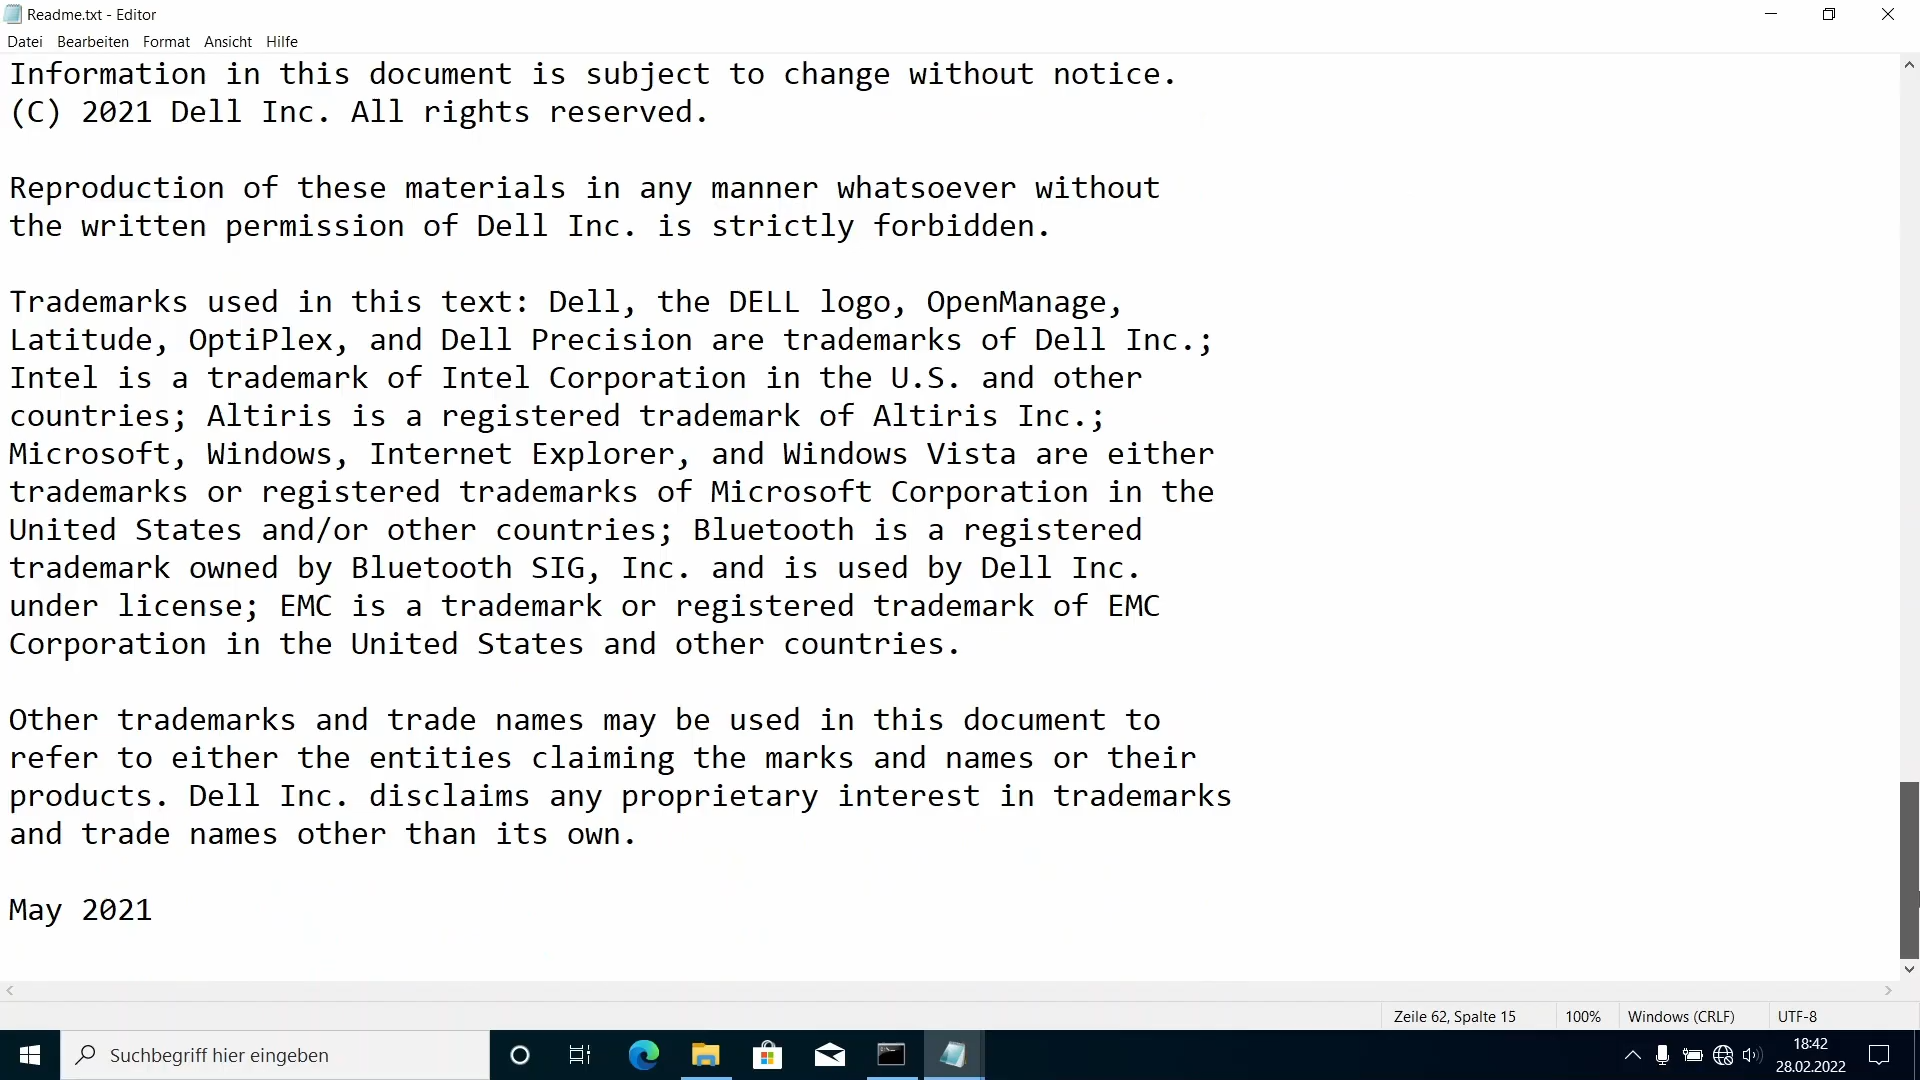 Readme.txt - Editor
Datei Bearbeiten Format Ansicht Hilfe
Information in this document is subject to change without notice.
(C) 2021 Dell Inc. All rights reserved.
Reproduction of these materials in any manner whatsoever without
the written permission of Dell Inc. is strictly forbidden.
Trademarks used in this text: Dell, the DELL logo, OpenManage,
Latitude, OptiPlex, and Dell Precision are trademarks of Dell Inc.;
Intel is a trademark of Intel Corporation in the U.S. and other
countries; Altiris is a registered trademark of Altiris Inc.;
Microsoft, Windows, Internet Explorer, and Windows Vista are either
trademarks or registered trademarks of Microsoft Corporation in the
United States and/or other countries; Bluetooth is a registered
trademark owned by Bluetooth SIG, Inc. and is used by Dell Inc.
under license; EMC is a trademark or registered trademark of EMC
Corporation in the United States and other countries.
Other trademarks and trade names may be used in this document to
refer to either the entities claiming the marks and names or their
products. Dell Inc. disclaims any proprietary interest in trademarks
and trade names other than its own.
May 2021
Zeile 62, Spalte 15 100% Windows (CRLF) UTF-8
Suchbegriff hier eingeben
18:42
28.02.2022